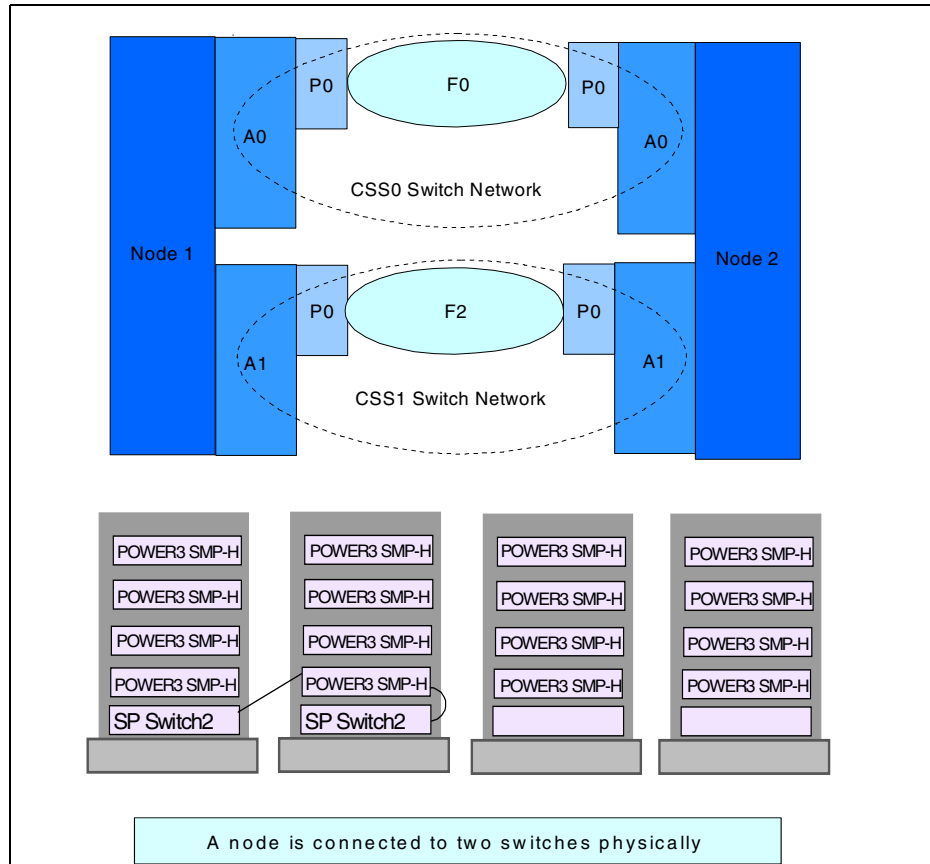 P0 F0 P0
A0 A0
CSS0 Switch Network
Node 1 Node 2
P0 F2 P0
A1 A1
CSS1 Switch Network
POWER3 SMP-H POWER3 SMP-H POWER3 SMP-H POWER3 SMP-H
POWER3 SMP-H POWER3 SMP-H POWER3 SMP-H POWER3 SMP-H
POWER3 SMP-H POWER3 SMP-H POWER3 SMP-H POWER3 SMP-H
POWER3 SMP-H POWER3 SMP-H POWER3 SMP-H POWER3 SMP-H
SP Switch2 SP Switch2
A node is connected to two switches physically